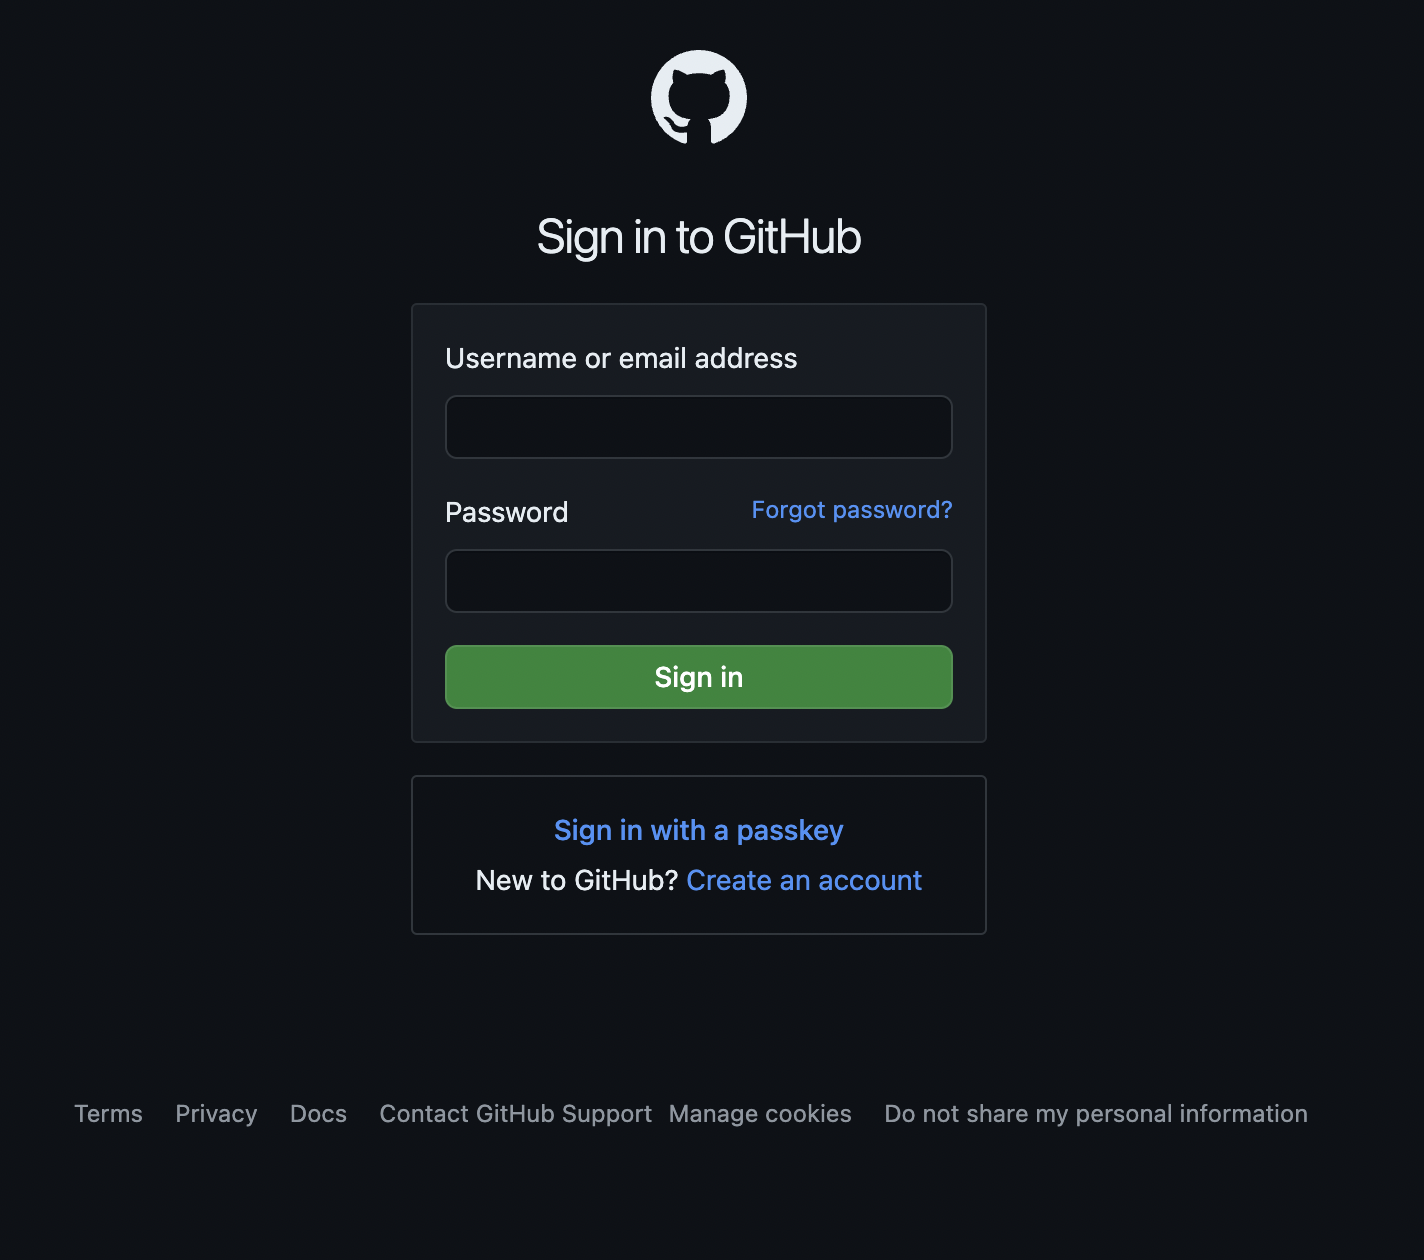 Sign in to GitHub
Username or email address
Password Forgot password?
Sign in
Sign in with a passkey
New to GitHub? Create an account
Terms Privacy Docs Contact GitHub Support Manage cookies Do not share my personal information